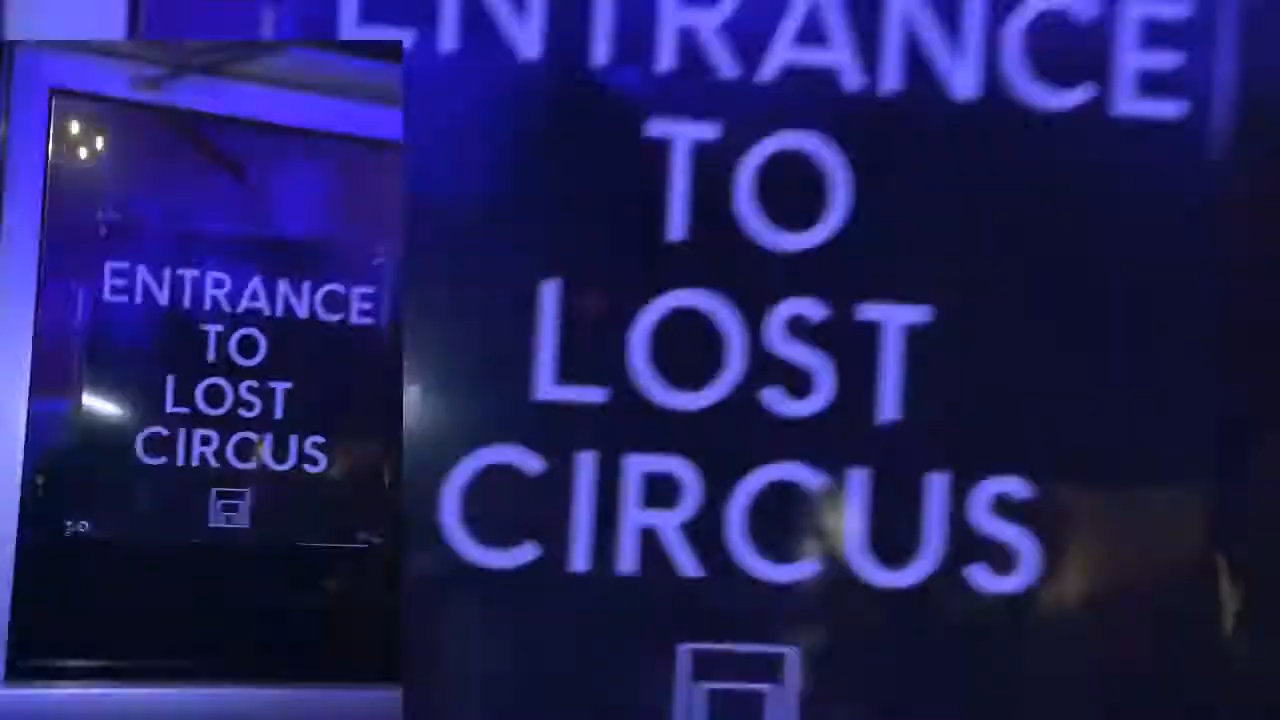 ENTRANCE
TO
LOST
CIRCUS
ENTRANCE
TO
LOST
CIRCUS